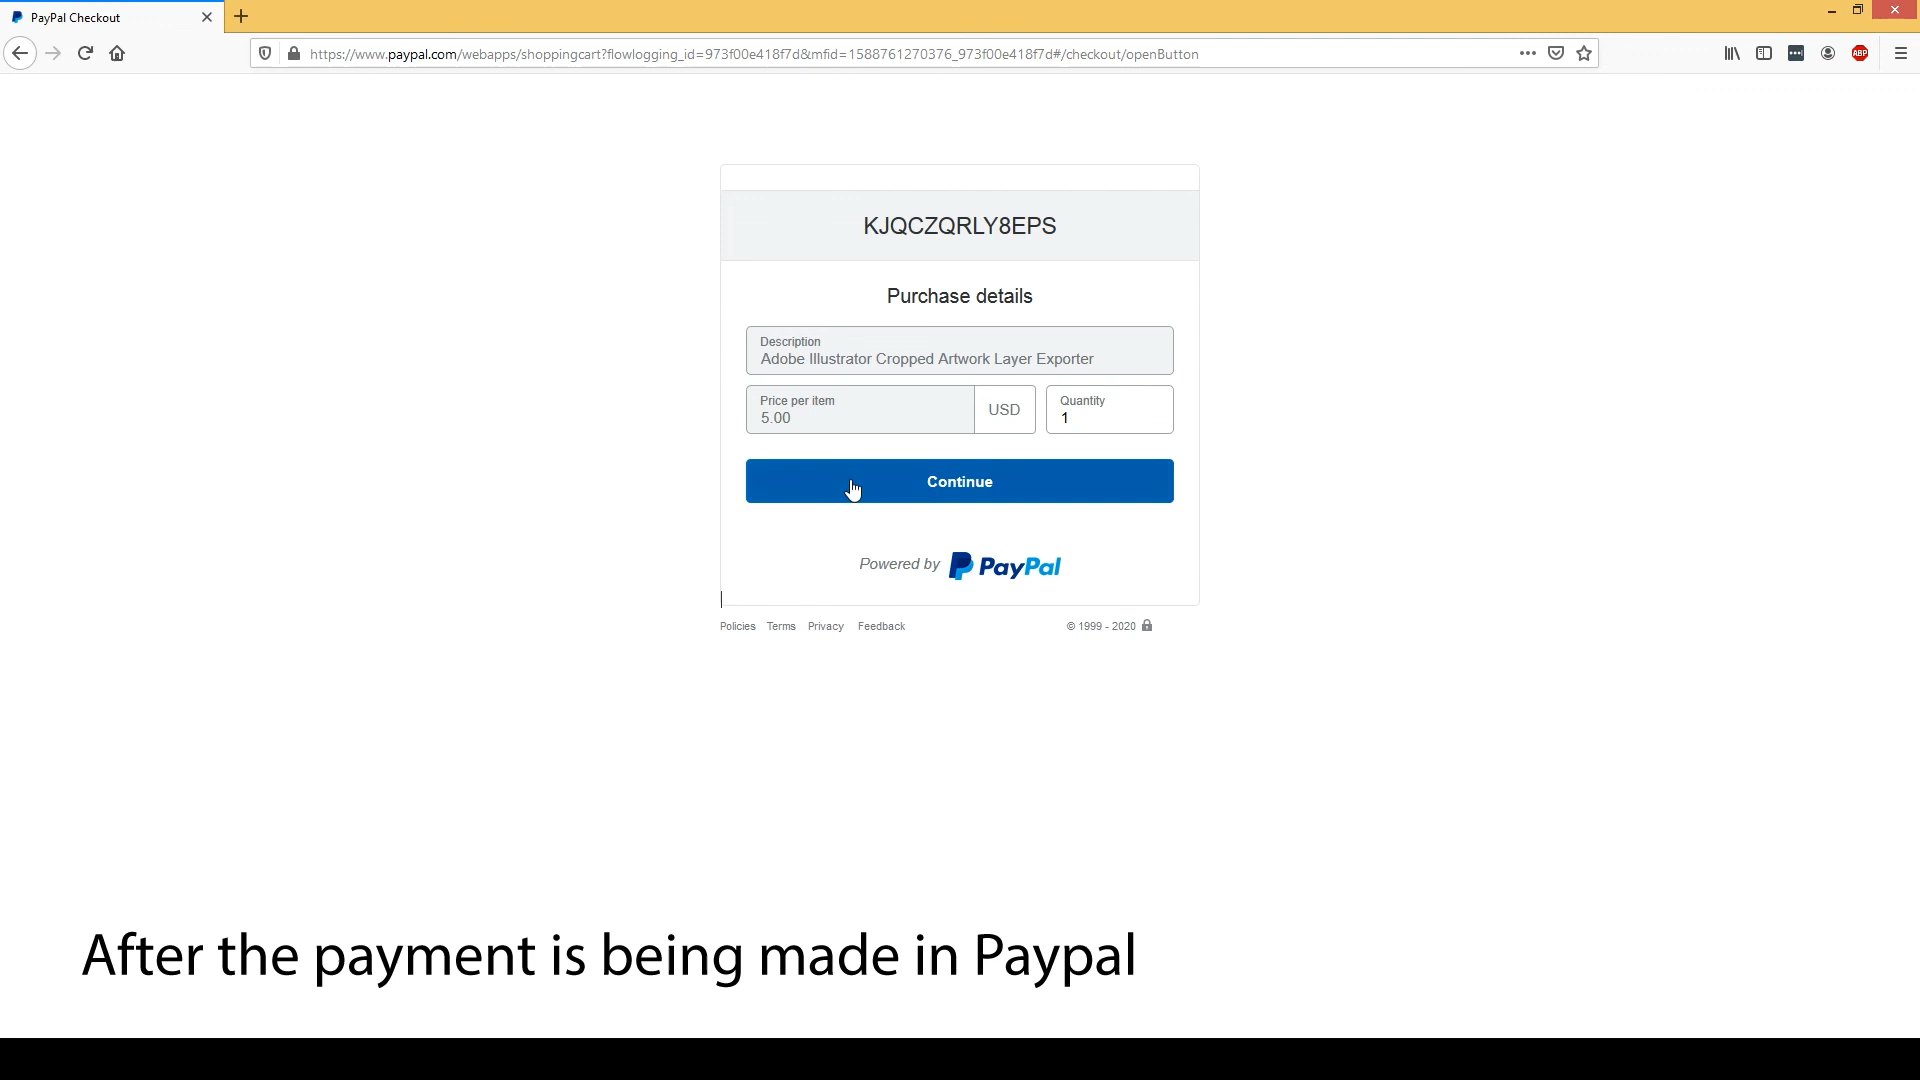 PayPal Checkout
https://www.paypal.com/webapps/shoppingcart?flowlogging_id=973f00e418f7d&mfid=1588761270376_973f00e418f7d#/checkout/openButton
ABP
KJQCZQRLY8EPS
Purchase details
Description
Adobe Illustrator Cropped Artwork Layer Exporter
Price per item
5.00
USD
Quantity
1
Continue
Powered by PayPal
Policies Terms Privacy Feedback © 1999 - 2020
After the payment is being made in Paypal